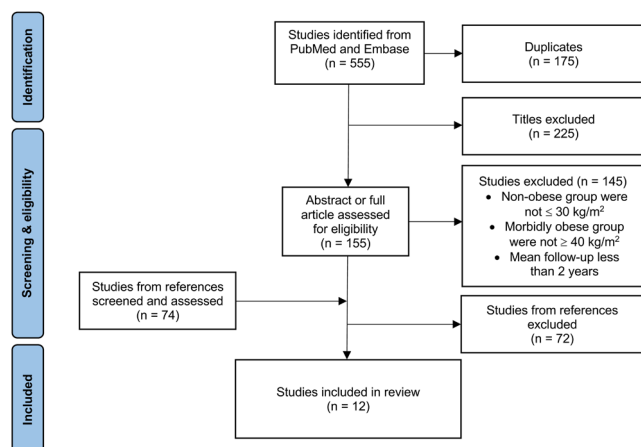 Identification
Studies identified from
PubMed and Embase
(n = 555)
Duplicates
(n = 175)
Titles excluded
(n = 225)
Screening & eligibility
Abstract or full
article assessed
for eligibility
(n = 155)
Studies excluded (n = 145)
• Non-obese group were
not ≤ 30 kg/m²
• Morbidly obese group
were not ≥ 40 kg/m²
• Mean follow-up less
than 2 years
Studies from references
screened and assessed
(n = 74)
Studies from references
excluded
(n = 72)
Included
Studies included in review
(n = 12)